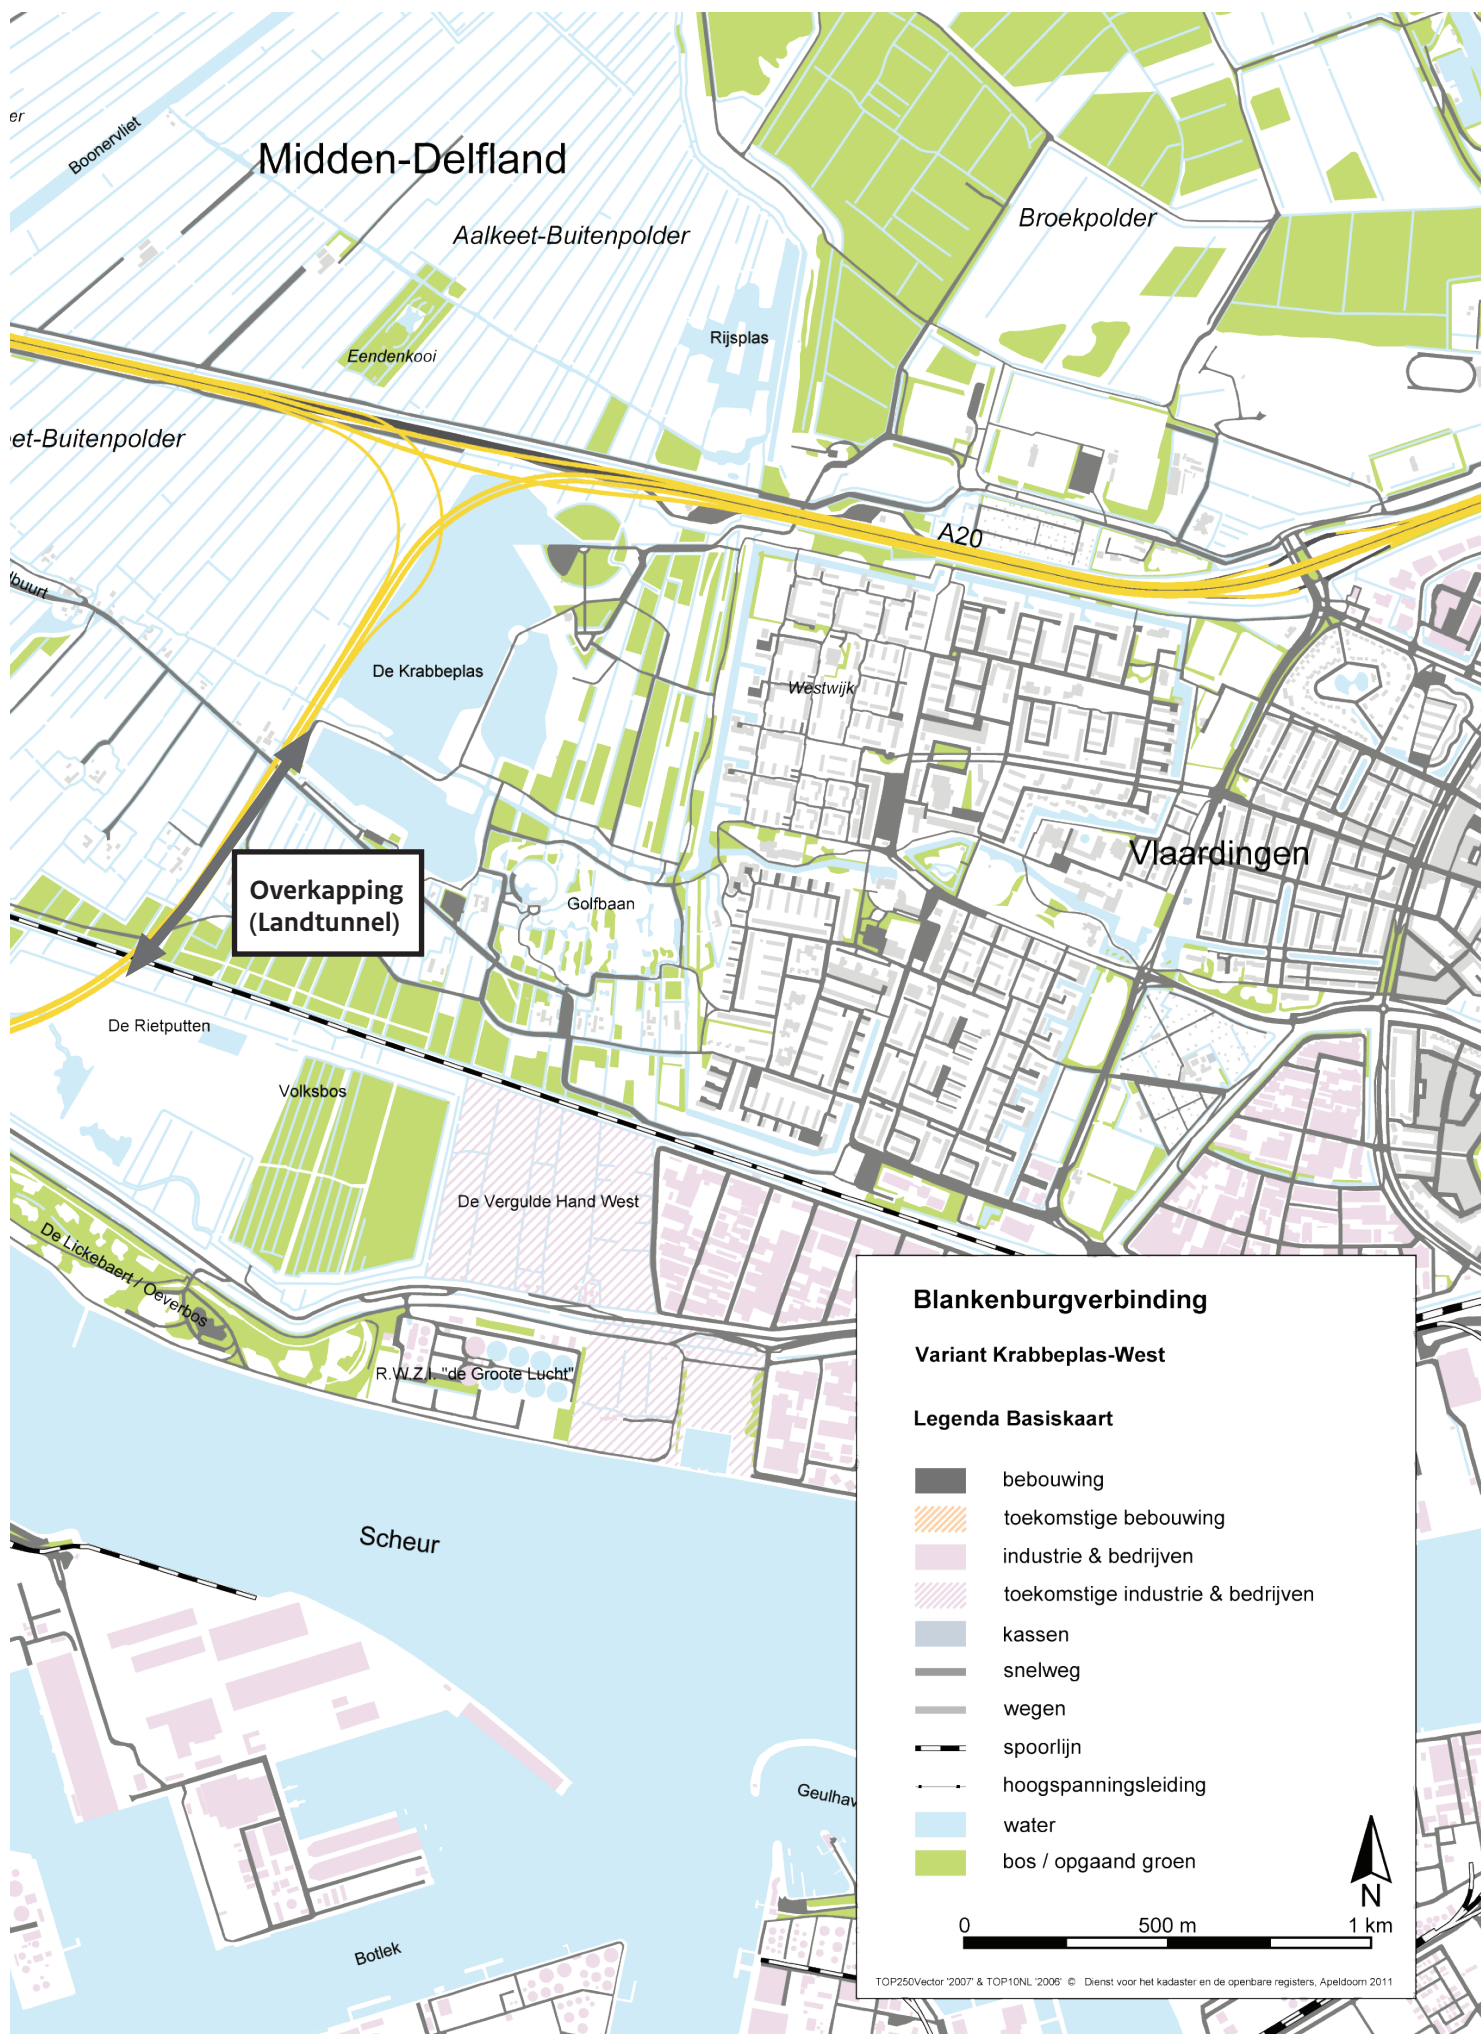 er
Boonervliet
Midden-Delfland
Aalkeet-Buitenpolder
Broekpolder
Rijsplas
Eendenkooi
et-Buitenpolder
A20
lbuurt
De Krabbeplas
Westwijk
Vlaardingen
Overkapping
(Landtunnel)
Golfbaan
De Rietputten
Volksbos
De Vergulde Hand West
De Lickebaert / Oeverbos
R.W.Z.I. "de Groote Lucht"
Scheur
Geulhav
Botlek
Blankenburgverbinding
Variant Krabbeplas-West
Legenda Basiskaart
bebouwing
toekomstige bebouwing
industrie & bedrijven
toekomstige industrie & bedrijven
kassen
snelweg
wegen
spoorlijn
hoogspanningsleiding
water
bos / opgaand groen
N
0 500 m 1 km
TOP250Vector '2007' & TOP10NL '2006' © Dienst voor het kadaster en de openbare registers, Apeldoorn 2011